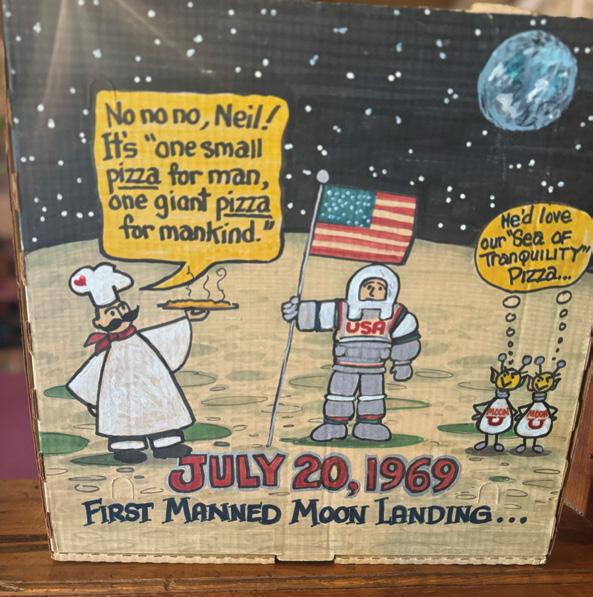 No no no, Neil!
It's "one small
pizza for man,
one giant pizza
for mankind."
He'd love
our "Sea of
Tranquility"
Pizza...
USA
MOON
U
MOON
U
JULY 20, 1969
First Manned Moon Landing...